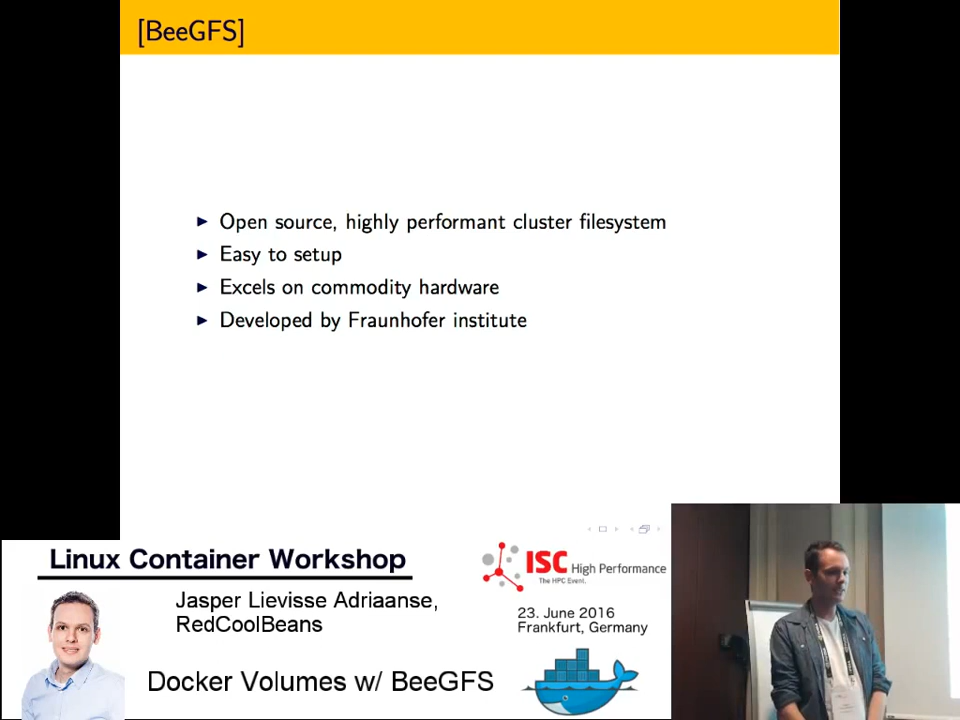 [BeeGFS]
Open source, highly performant cluster filesystem
Easy to setup
Excels on commodity hardware
Developed by Fraunhofer institute
Linux Container Workshop
Jasper Lievisse Adriaanse,
RedCoolBeans
Docker Volumes w/ BeeGFS
ISC High Performance
The HPC Event.
23. June 2016
Frankfurt, Germany